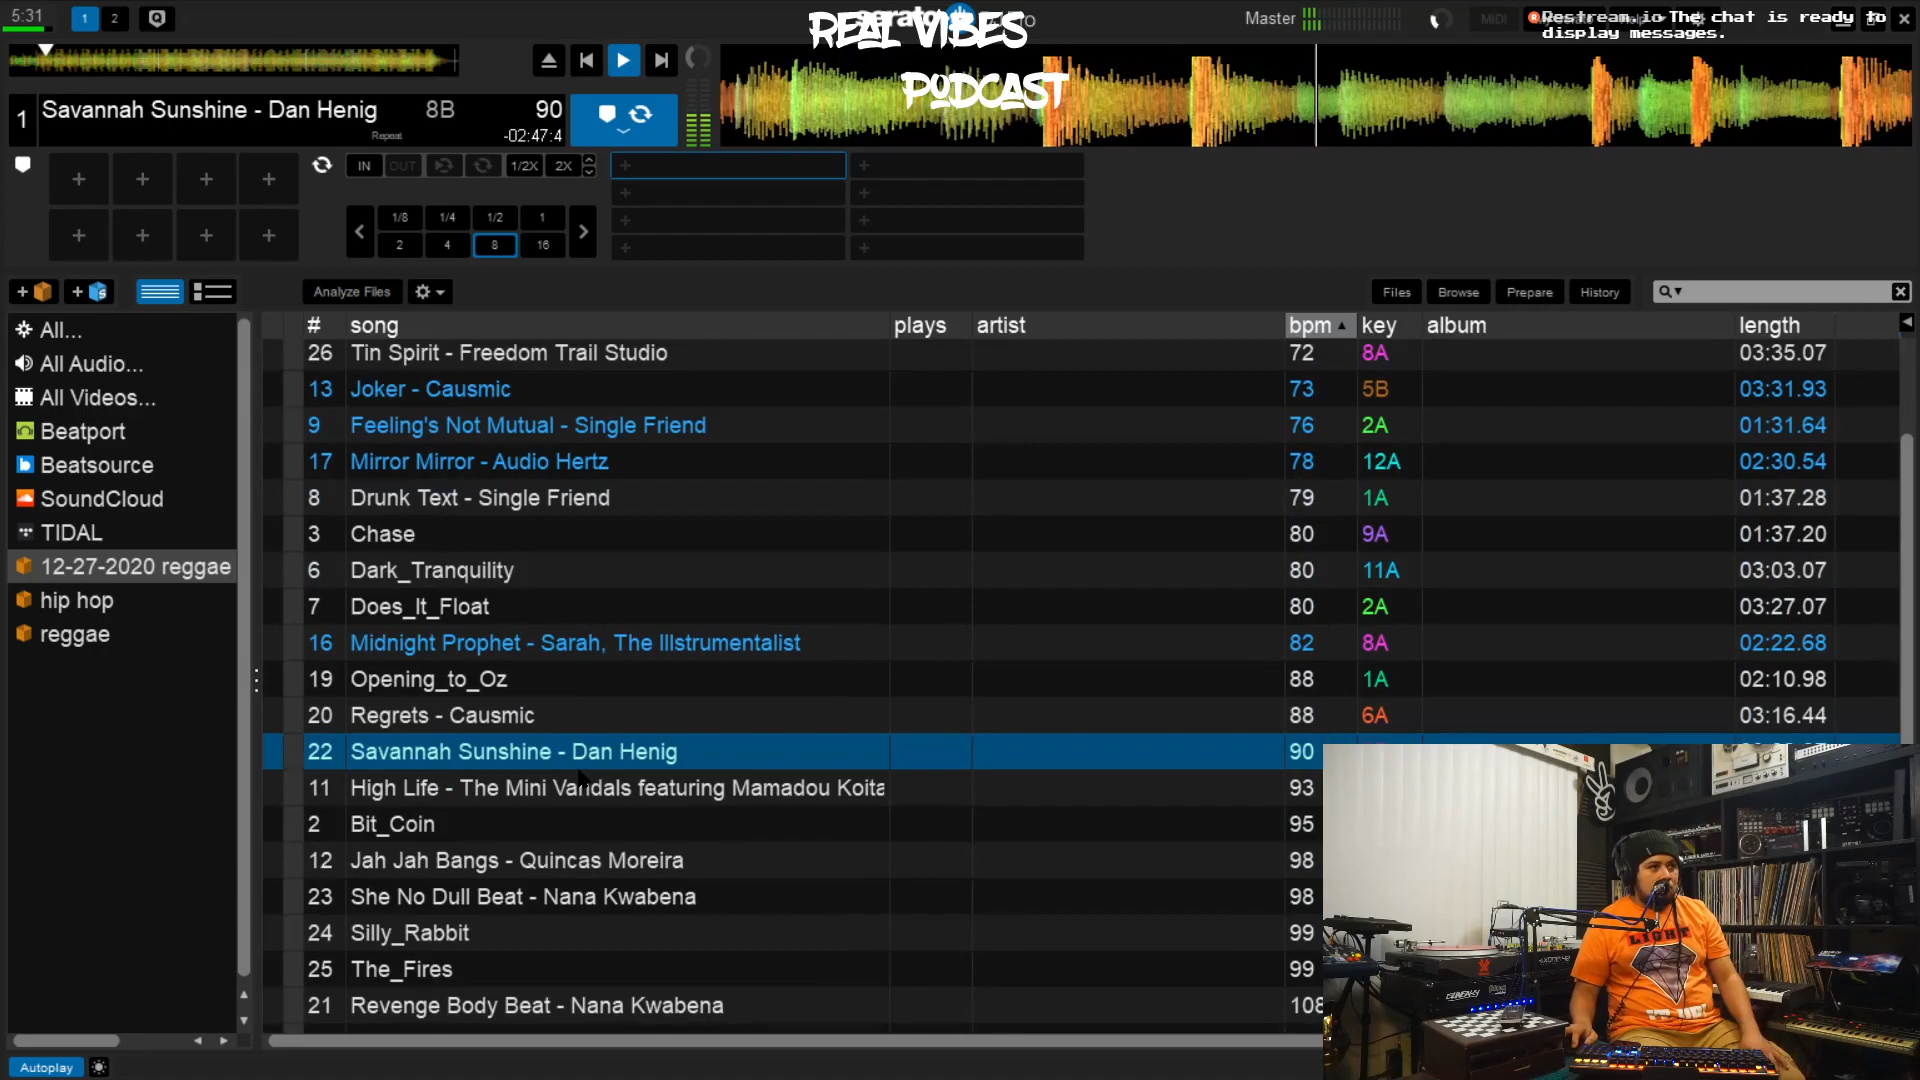 5:31
1 2
REAL VIBES
PODCAST
serato
Master
MIDI
Restream.io The chat is ready to
display messages.
1
Savannah Sunshine - Dan Henig
8B
90
Repeat
-02:47:4
IN OUT 1/2X 2X
1/8 1/4 1/2 1
2 4 8 16
Analyze Files
Files Browse Prepare History
All...
All Audio...
All Videos...
Beatport
Beatsource
SoundCloud
TIDAL
12-27-2020 reggae
hip hop
reggae
# song plays artist bpm key album length
26 Tin Spirit - Freedom Trail Studio 72 8A 03:35.07
13 Joker - Causmic 73 5B 03:31.93
9 Feeling's Not Mutual - Single Friend 76 2A 01:31.64
17 Mirror Mirror - Audio Hertz 78 12A 02:30.54
8 Drunk Text - Single Friend 79 1A 01:37.28
3 Chase 80 9A 01:37.20
6 Dark_Tranquility 80 11A 03:03.07
7 Does_It_Float 80 2A 03:27.07
16 Midnight Prophet - Sarah, The Illstrumentalist 82 8A 02:22.68
19 Opening_to_Oz 88 1A 02:10.98
20 Regrets - Causmic 88 6A 03:16.44
22 Savannah Sunshine - Dan Henig 90
11 High Life - The Mini Vandals featuring Mamadou Koita 93
2 Bit_Coin 95
12 Jah Jah Bangs - Quincas Moreira 98
23 She No Dull Beat - Nana Kwabena 98
24 Silly_Rabbit 99
25 The_Fires 99
21 Revenge Body Beat - Nana Kwabena 108
LIGHT
Autoplay